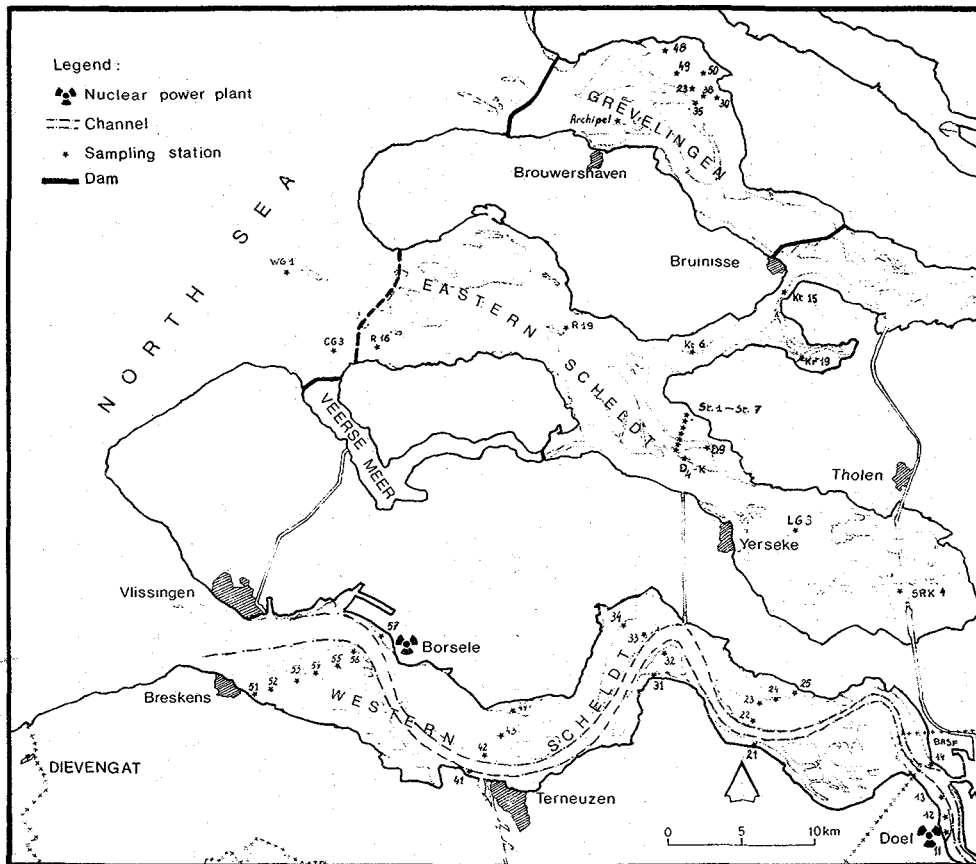 Legend :
Nuclear power plant
Channel
Sampling station
Dam
NORTH SEA
GREVELINGEN
48
49
50
23
38
30
35
Archipel
Brouwershaven
Bruinisse
WG 1
CG 3
R 16
EASTERN SCHELDT
R 19
Kt 15
Kt 6
Kr 19
St. 1 - St. 7
D9
D4-K
Tholen
VEERSE MEER
LG 3
Yerseke
SRK 4
Vlissingen
Borsele
Breskens
WESTERN SCHELDT
57
56
55
54
53
52
51
34
33
32
31
43
42
41
25
24
23
22
21
BASF
14
13
12
11
DIEVENGAT
Terneuzen
Doel
0 5 10km